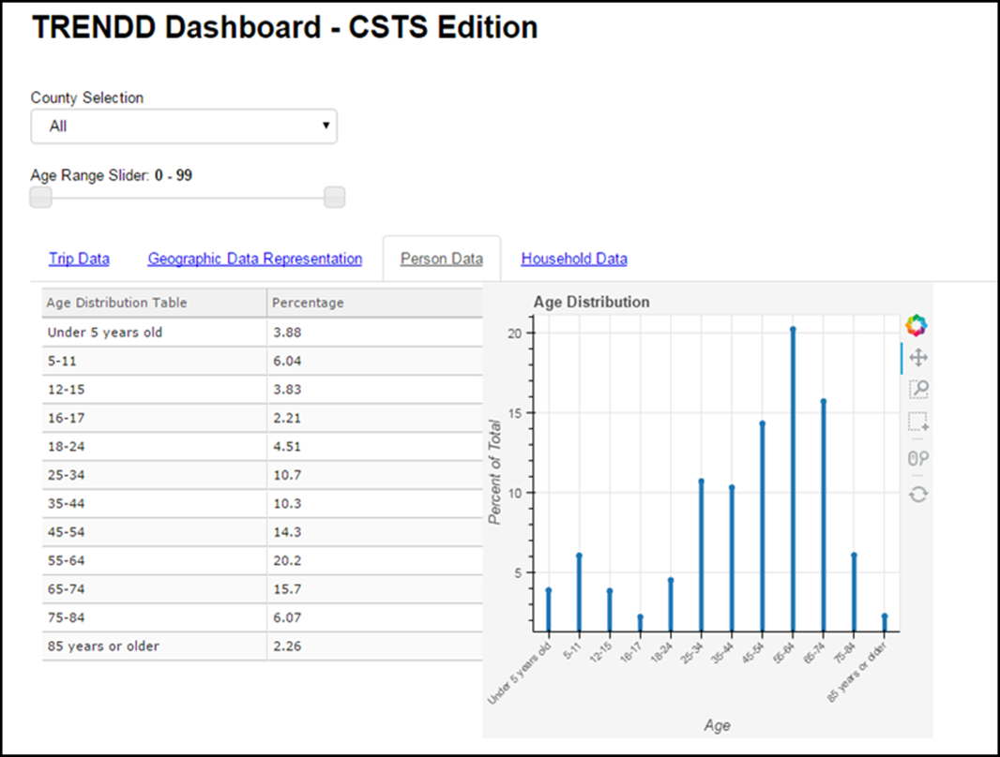 TRENDD Dashboard - CSTS Edition
County Selection
All
Age Range Slider: 0 - 99
Trip Data Geographic Data Representation Person Data Household Data
Age Distribution Table Percentage
Under 5 years old 3.88
5-11 6.04
12-15 3.83
16-17 2.21
18-24 4.51
25-34 10.7
35-44 10.3
45-54 14.3
55-64 20.2
65-74 15.7
75-84 6.07
85 years or older 2.26
Age Distribution
Percent of Total
20
15
10
5
Under 5 years old 5-11 12-15 16-17 18-24 25-34 35-44 45-54 55-64 65-74 75-84 85 years or older
Age